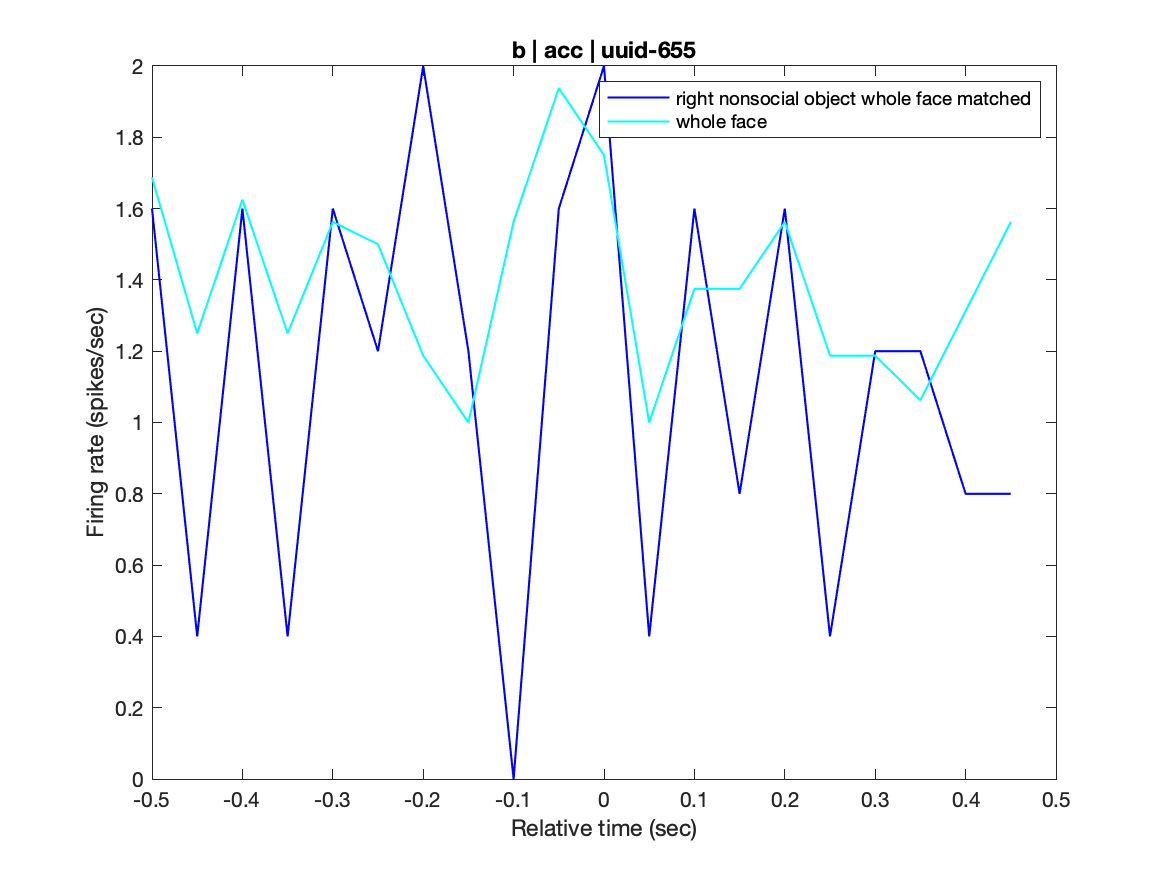 b | acc | uuid-655
right nonsocial object whole face matched
whole face
Firing rate (spikes/sec)
2
1.8
1.6
1.4
1.2
1
0.8
0.6
0.4
0.2
0
-0.5 -0.4 -0.3 -0.2 -0.1 0 0.1 0.2 0.3 0.4 0.5
Relative time (sec)